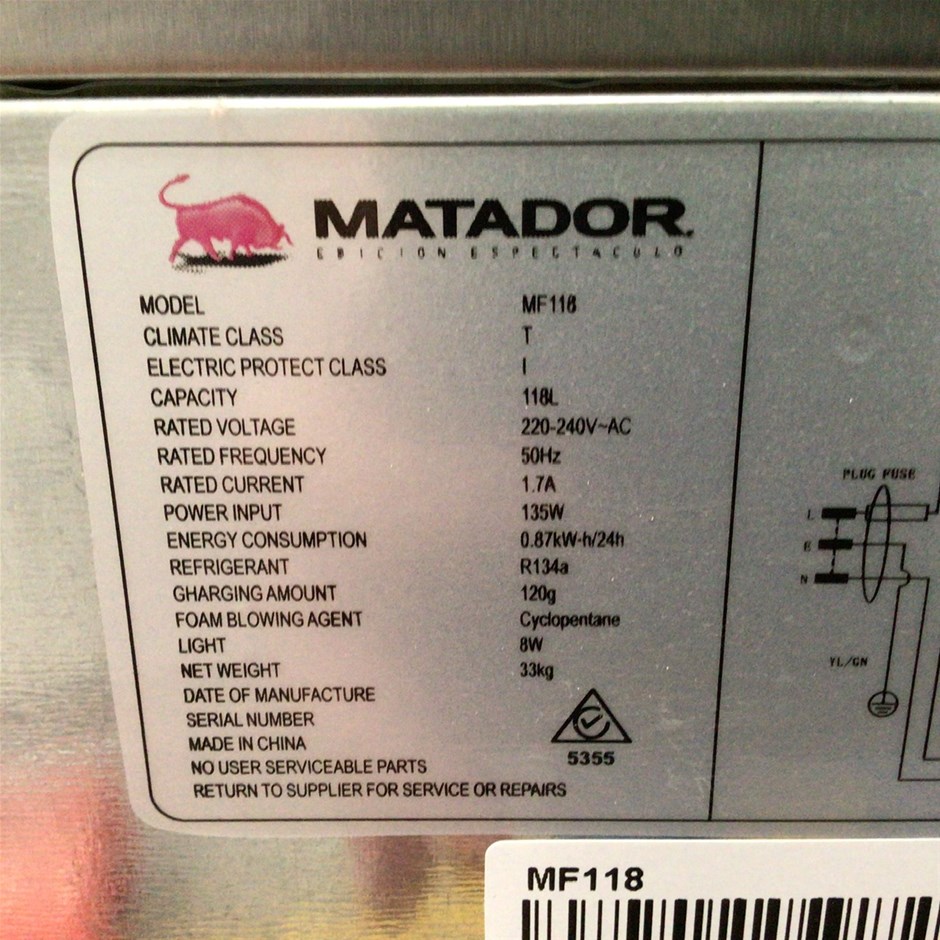 MATADOR.
EDICIÓN ESPECTACULO
MODEL MF118
CLIMATE CLASS T
ELECTRIC PROTECT CLASS I
CAPACITY 118L
RATED VOLTAGE 220-240V~AC
RATED FREQUENCY 50Hz
RATED CURRENT 1.7A
POWER INPUT 135W
ENERGY CONSUMPTION 0.87kW-h/24h
REFRIGERANT R134a
GHARGING AMOUNT 120g
FOAM BLOWING AGENT Cyclopentane
LIGHT 8W
NET WEIGHT 33kg
DATE OF MANUFACTURE
SERIAL NUMBER
MADE IN CHINA
5355
NO USER SERVICEABLE PARTS
RETURN TO SUPPLIER FOR SERVICE OR REPAIRS
PLUG FUSE
L
E
N
YL/GN
MF118